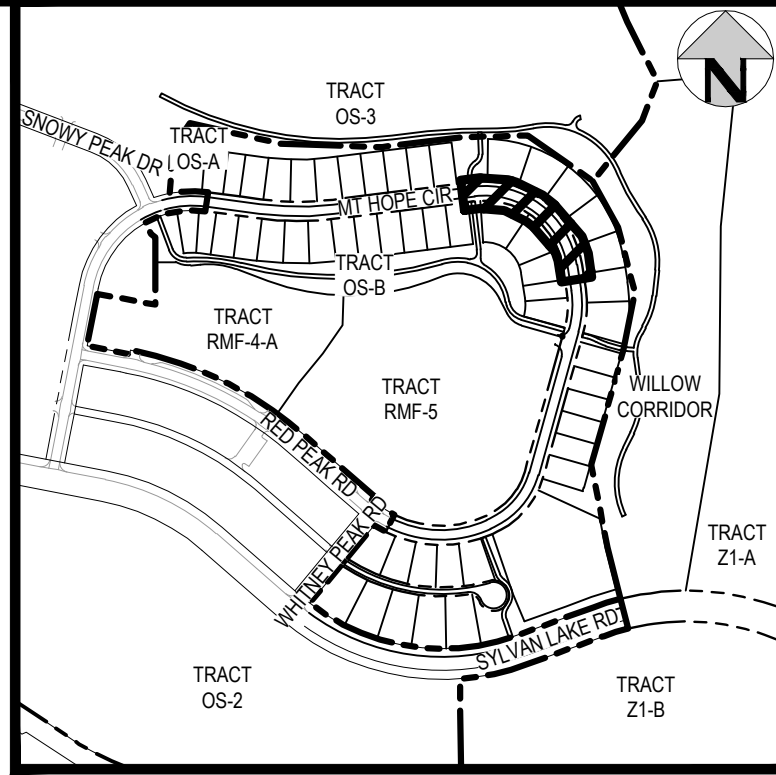 N
TRACT
OS-3
SNOWY PEAK DR
TRACT
OS-A
MT HOPE CIR
TRACT
OS-B
TRACT
RMF-4-A
TRACT
RMF-5
WILLOW
CORRIDOR
RED PEAK RD
WHITNEY PEAK RD
TRACT
Z1-A
SYLVAN LAKE RD
TRACT
OS-2
TRACT
Z1-B